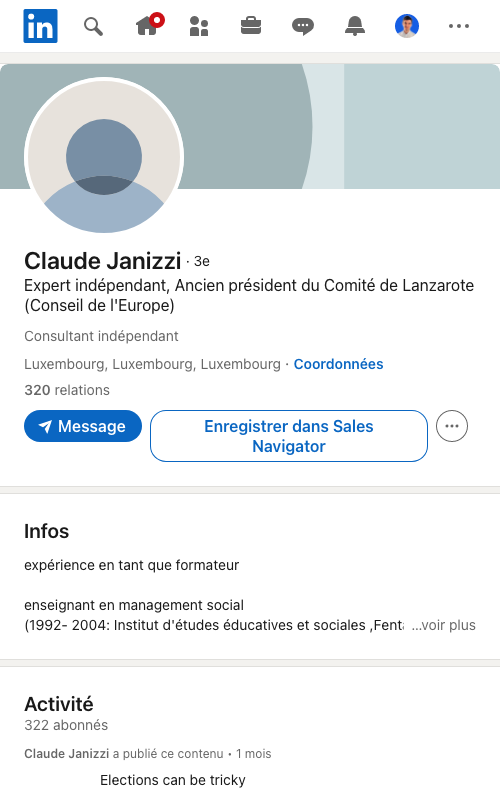 in
Claude Janizzi · 3e
Expert indépendant, Ancien président du Comité de Lanzarote
(Conseil de l'Europe)
Consultant indépendant
Luxembourg, Luxembourg, Luxembourg · Coordonnées
320 relations
Message
Enregistrer dans Sales
Navigator
Infos
expérience en tant que formateur
enseignant en management social
(1992- 2004: Institut d'études éducatives et sociales ,Fent ...voir plus
Activité
322 abonnés
Claude Janizzi a publié ce contenu • 1 mois
Elections can be tricky